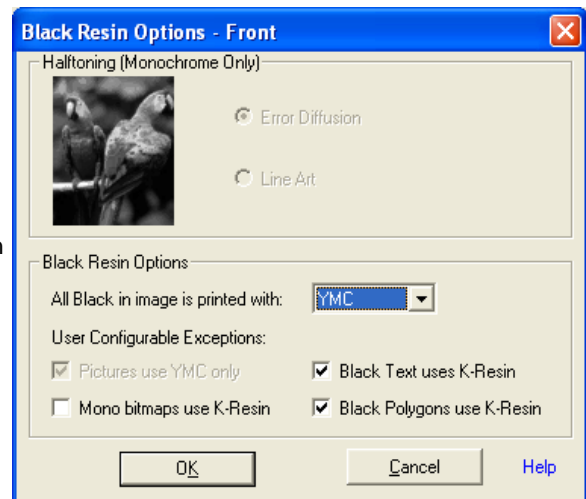 Black Resin Options - Front
Halftoning (Monochrome Only)
Error Diffusion
Line Art
Black Resin Options
All Black in image is printed with: YMC
User Configurable Exceptions:
Pictures use YMC only Black Text uses K-Resin
Mono bitmaps use K-Resin Black Polygons use K-Resin
OK Cancel Help